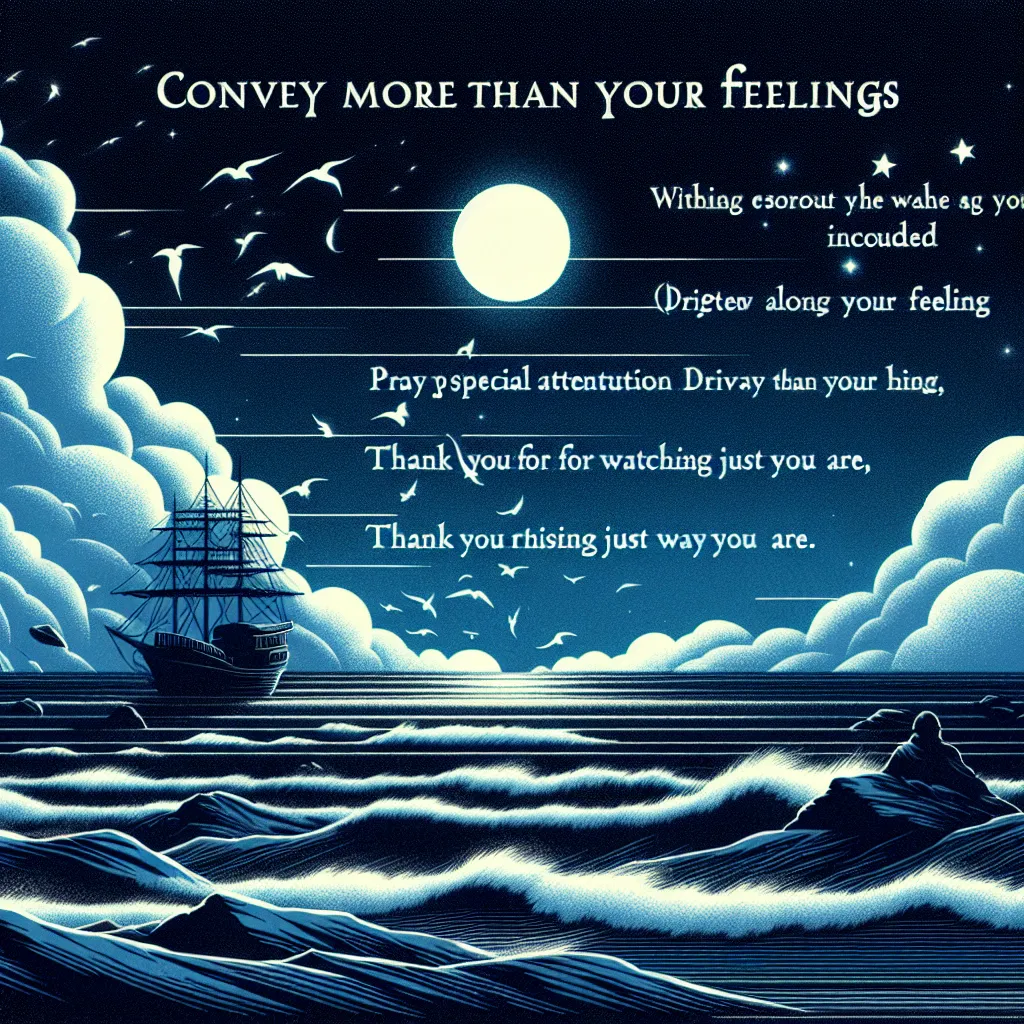 Convey more than your feelings
Withing esorout yhe wahe ag you
incouded
(Drigtew along your feeling
Pray pspecial attentution Drivay than your hing,
Thank you for for watching just you are,
Thank you rhising just way you are.